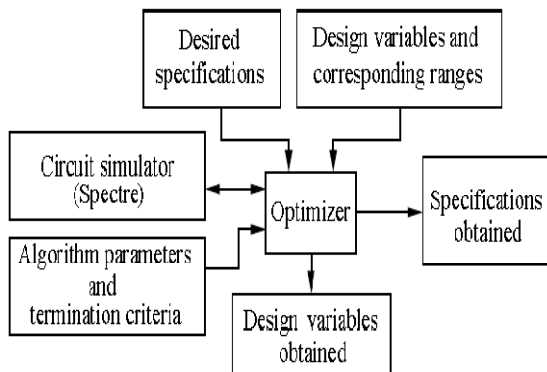 Desired
specifications
Design variables and
corresponding ranges
Circuit simulator
(Spectre)
Optimizer
Specifications
obtained
Algorithm parameters
and
termination criteria
Design variables
obtained